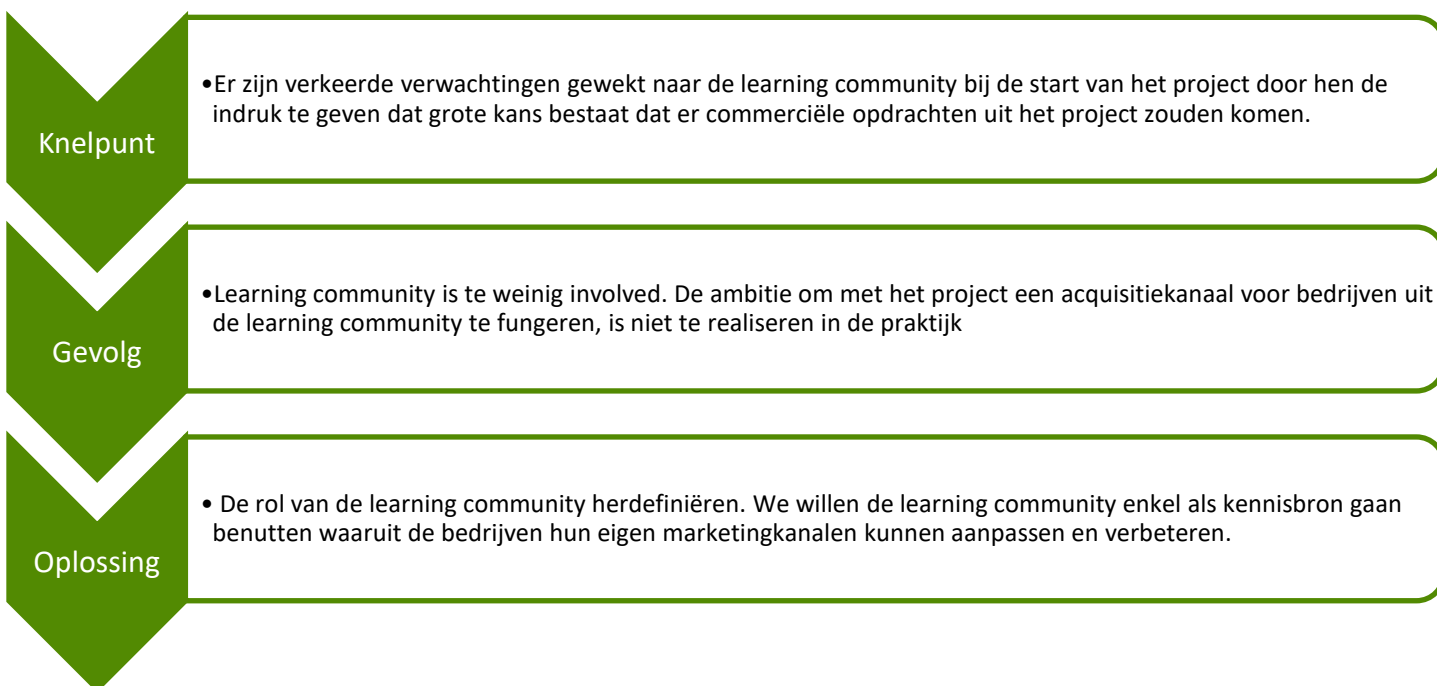 Knelpunt
•Er zijn verkeerde verwachtingen gewekt naar de learning community bij de start van het project door hen de
indruk te geven dat grote kans bestaat dat er commerciële opdrachten uit het project zouden komen.
Gevolg
•Learning community is te weinig involved. De ambitie om met het project een acquisitiekanaal voor bedrijven uit
de learning community te fungeren, is niet te realiseren in de praktijk
Oplossing
• De rol van de learning community herdefiniëren. We willen de learning community enkel als kennisbron gaan
benutten waaruit de bedrijven hun eigen marketingkanalen kunnen aanpassen en verbeteren.